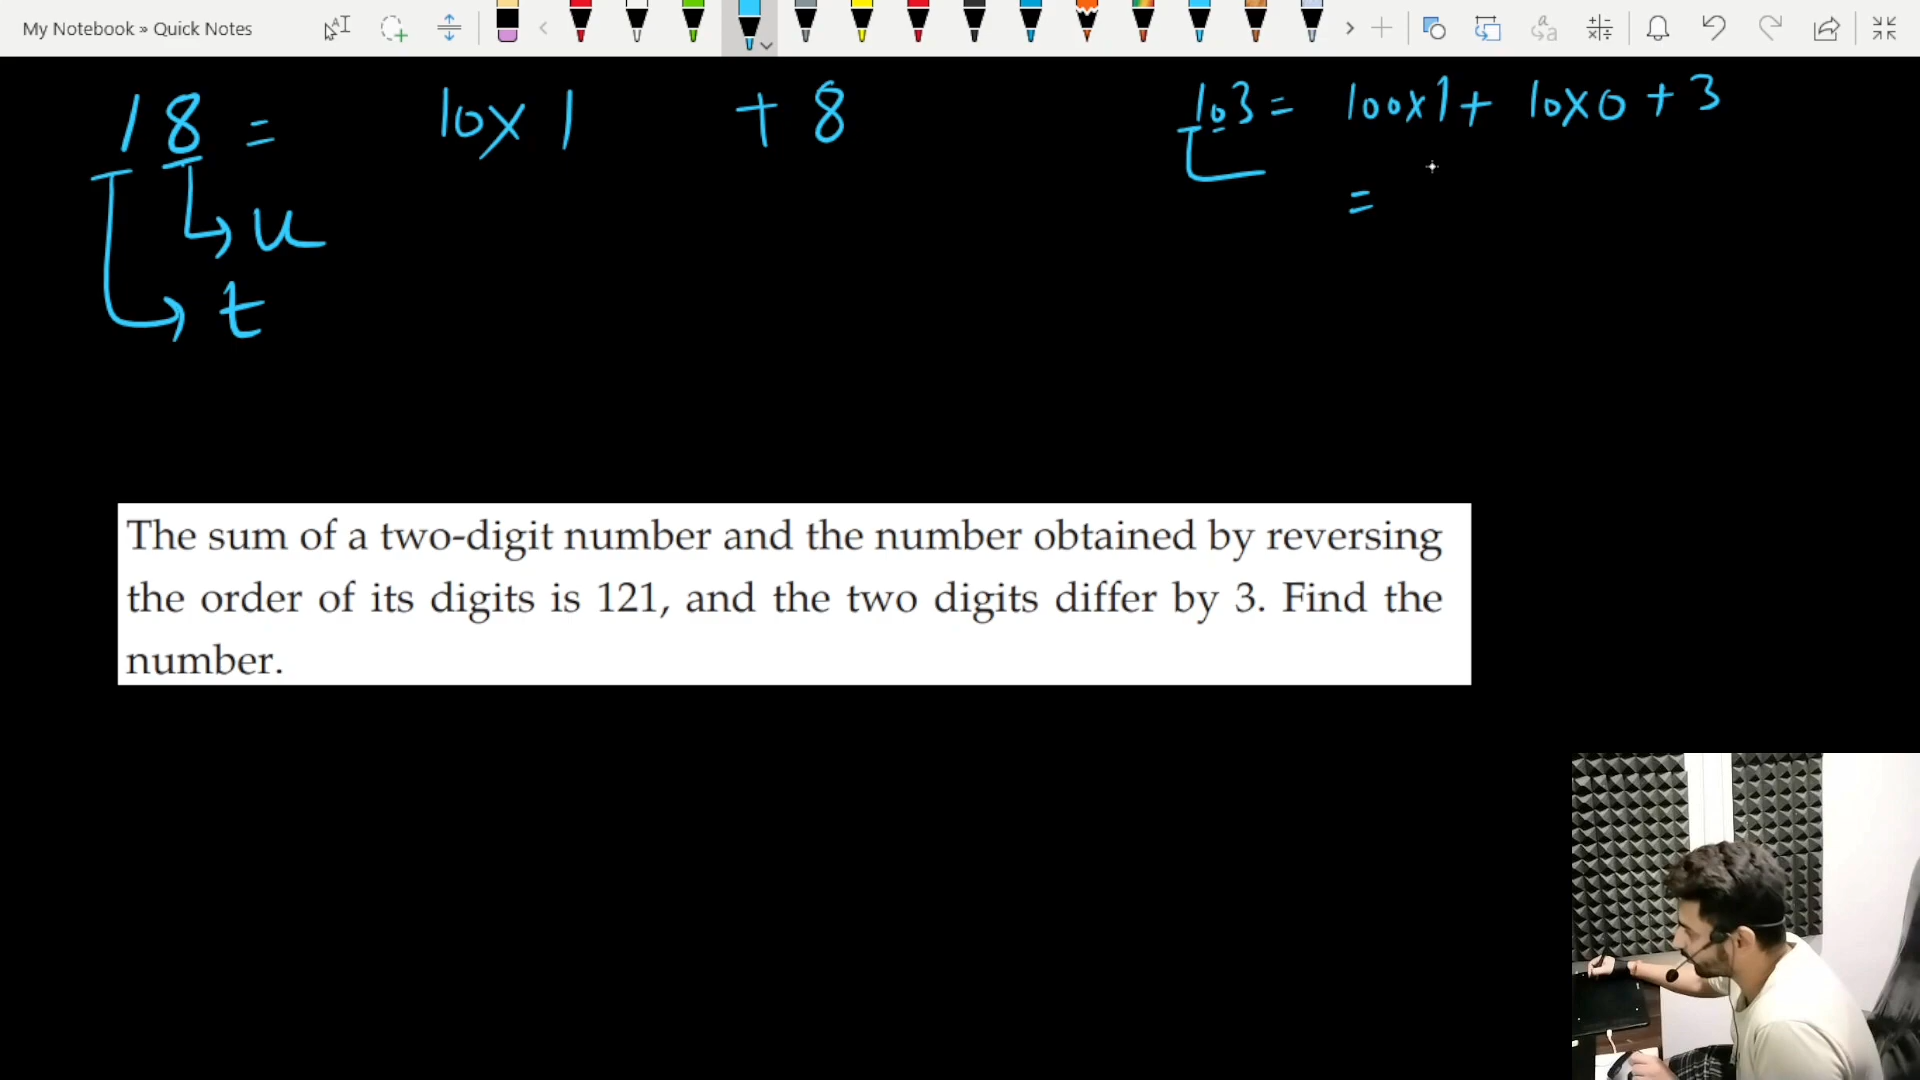 My Notebook » Quick Notes
18 = 10x1 + 8
103 = 100x1 + 10x0 + 3
=
u
t
The sum of a two-digit number and the number obtained by reversing
the order of its digits is 121, and the two digits differ by 3. Find the
number.